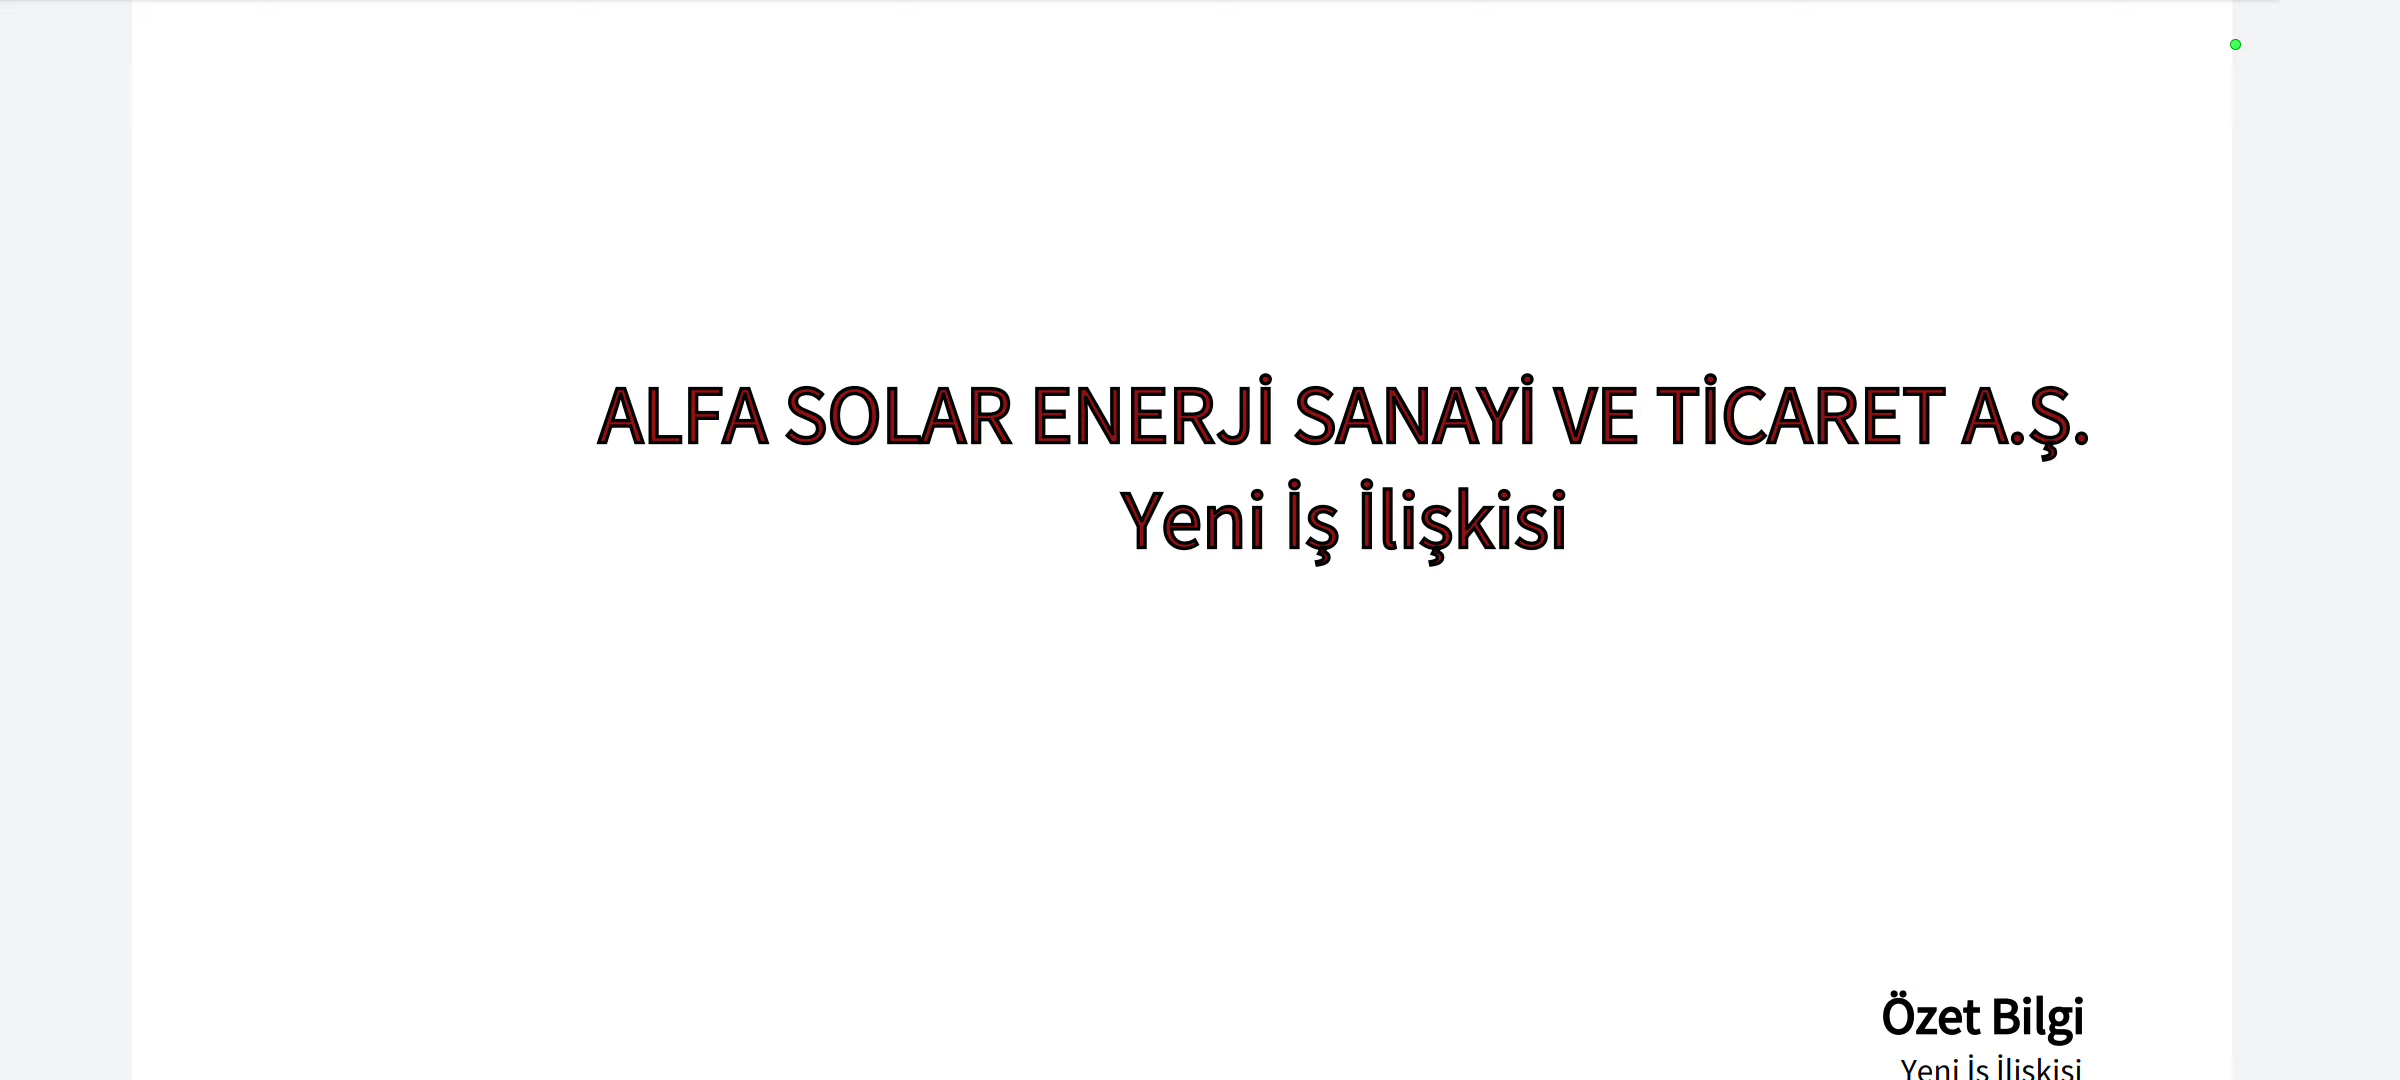 ALFA SOLAR ENERJİ SANAYİ VE TİCARET A.Ş.
Yeni İş İlişkisi
Özet Bilgi
Yeni İş İlişkisi